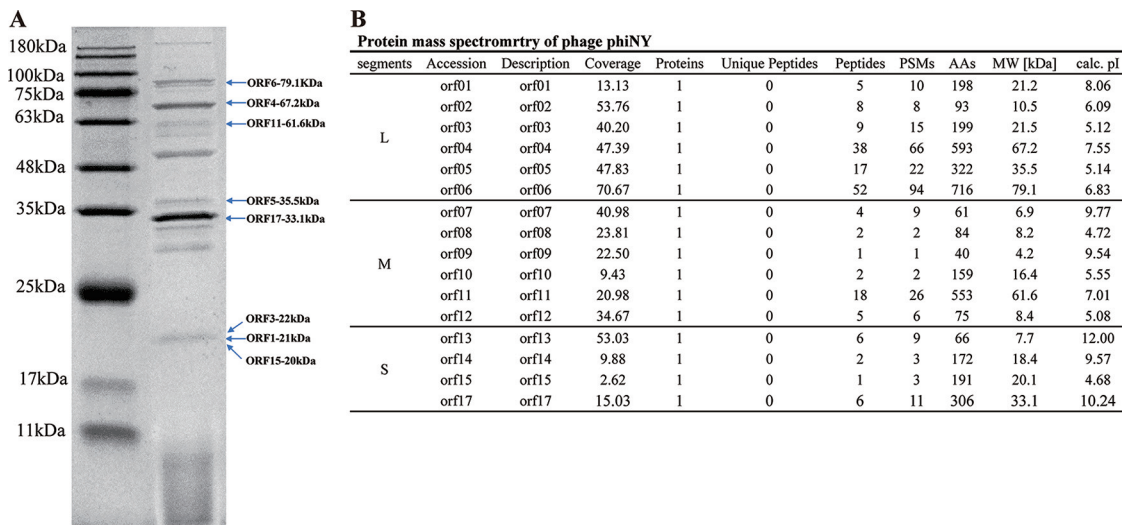 A
180kDa
100kDa
75kDa
63kDa
48kDa
35kDa
25kDa
17kDa
11kDa
ORF6-79.1KDa
ORF4-67.2kDa
ORF11-61.6kDa
ORF5-35.5kDa
ORF17-33.1kDa
ORF3-22kDa
ORF1-21kDa
ORF15-20kDa
B
Protein mass spectromrtry of phage phiNY
segments Accession Description Coverage Proteins Unique Peptides Peptides PSMs AAs MW [kDa] calc. pI
L
orf01 orf01 13.13 1 0 5 10 198 21.2 8.06
orf02 orf02 53.76 1 0 8 8 93 10.5 6.09
orf03 orf03 40.20 1 0 9 15 199 21.5 5.12
orf04 orf04 47.39 1 0 38 66 593 67.2 7.55
orf05 orf05 47.83 1 0 17 22 322 35.5 5.14
orf06 orf06 70.67 1 0 52 94 716 79.1 6.83
M
orf07 orf07 40.98 1 0 4 9 61 6.9 9.77
orf08 orf08 23.81 1 0 2 2 84 8.2 4.72
orf09 orf09 22.50 1 0 1 1 40 4.2 9.54
orf10 orf10 9.43 1 0 2 2 159 16.4 5.55
orf11 orf11 20.98 1 0 18 26 553 61.6 7.01
orf12 orf12 34.67 1 0 5 6 75 8.4 5.08
S
orf13 orf13 53.03 1 0 6 9 66 7.7 12.00
orf14 orf14 9.88 1 0 2 3 172 18.4 9.57
orf15 orf15 2.62 1 0 1 3 191 20.1 4.68
orf17 orf17 15.03 1 0 6 11 306 33.1 10.24